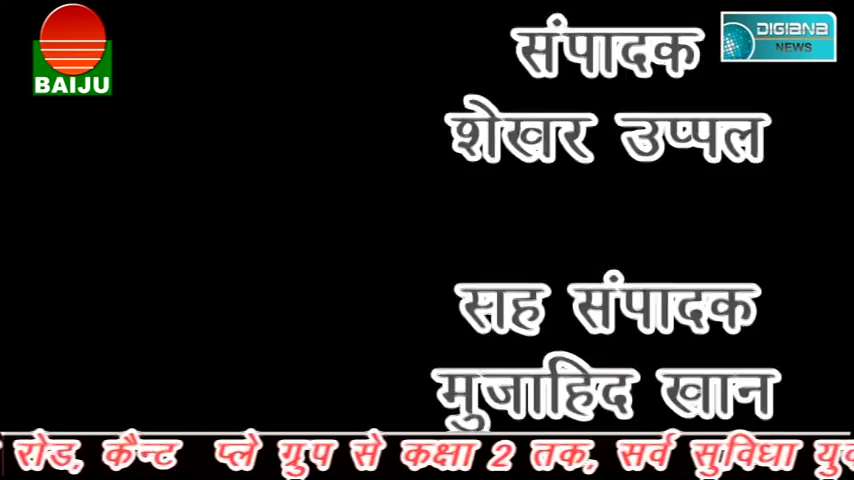 BAIJU
DIGIANA
NEWS
संपादक
शेखर उप्पल
सह संपादक
मुजाहिद खान
रोड, कैन्ट प्ले ग्रुप से कक्षा 2 तक, सर्व सुविधा